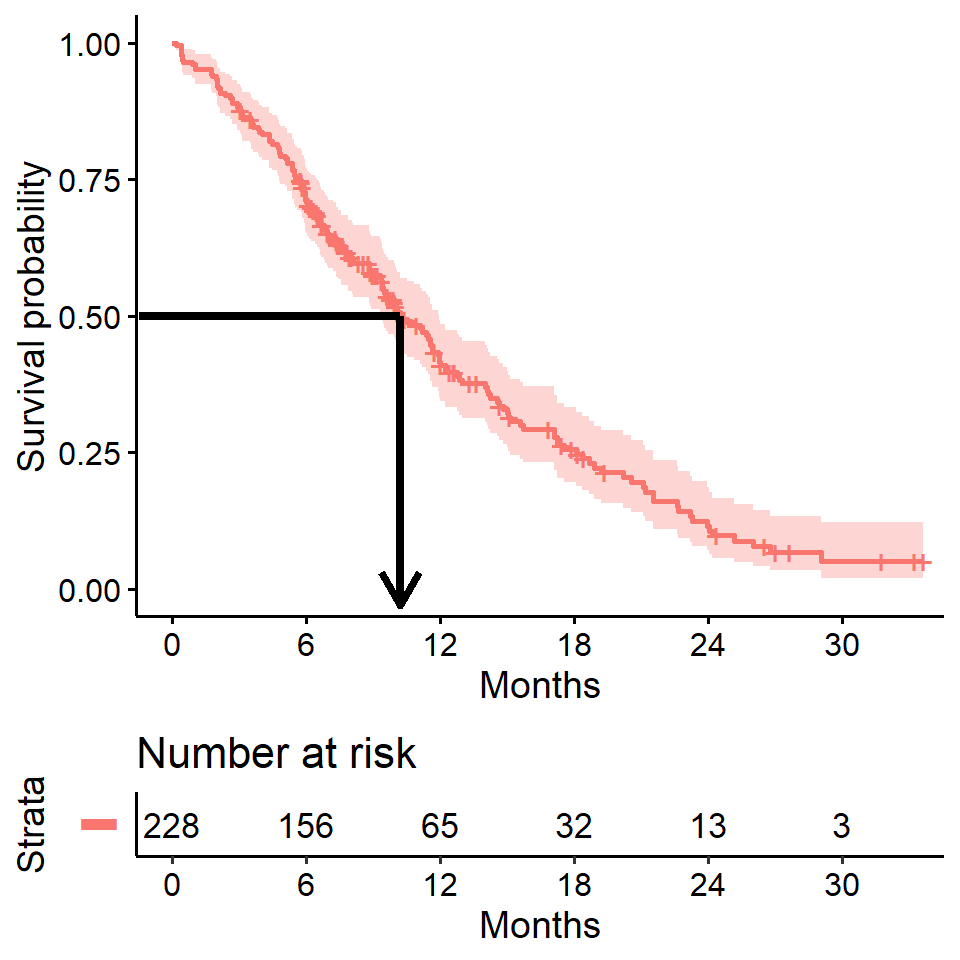 Survival probability
1.00
0.75
0.50
0.25
0.00
0 6 12 18 24 30
Months
Number at risk
Strata
228 156 65 32 13 3
0 6 12 18 24 30
Months